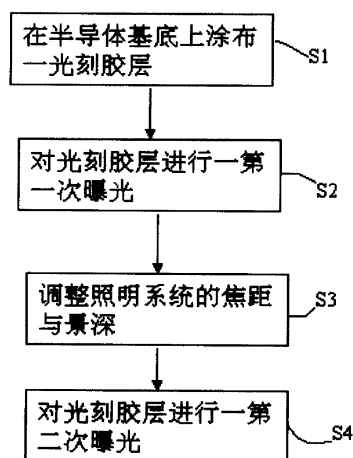 在半导体基底上涂布
一光刻胶层
S1
对光刻胶层进行一第
一次曝光
S2
调整照明系统的焦距
与景深
S3
对光刻胶层进行一第
二次曝光
S4